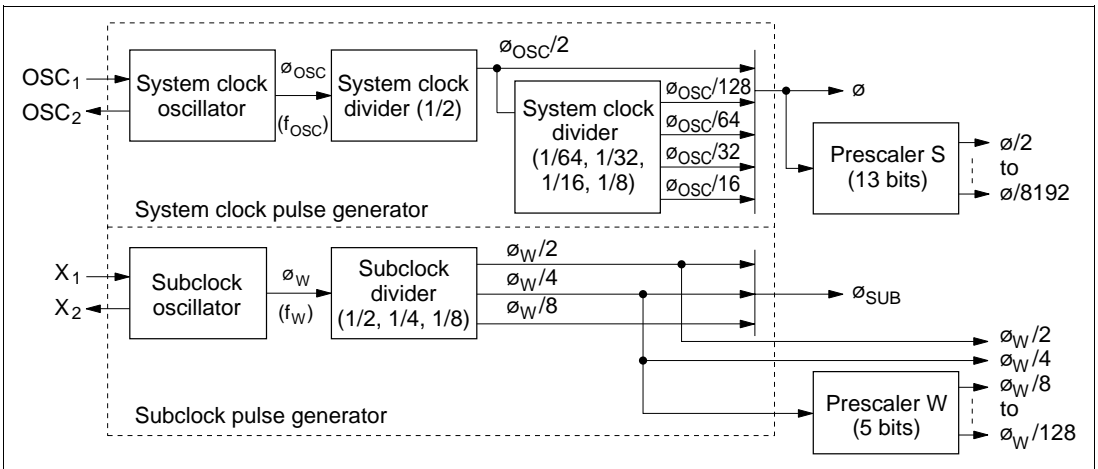 OSC1
OSC2
System clock
oscillator
øOSC
(fOSC)
System clock
divider (1/2)
øOSC/2
System clock
divider
(1/64, 1/32,
1/16, 1/8)
øOSC/128
øOSC/64
øOSC/32
øOSC/16
ø
Prescaler S
(13 bits)
ø/2
to
ø/8192
System clock pulse generator
X1
X2
Subclock
oscillator
øW
(fW)
Subclock
divider
(1/2, 1/4, 1/8)
øW/2
øW/4
øW/8
øSUB
øW/2
øW/4
Prescaler W
(5 bits)
øW/8
to
øW/128
Subclock pulse generator